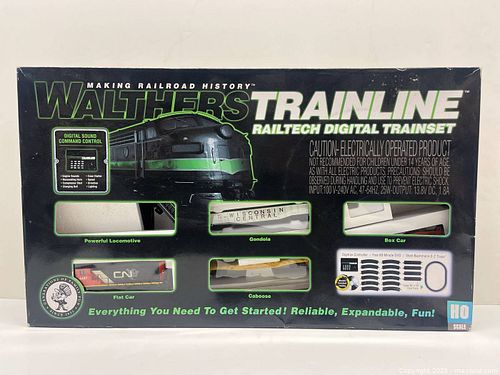 MAKING RAILROAD HISTORY™
WALTHERS TRAINLINE™
RAILTECH DIGITAL TRAINSET
DIGITAL SOUND
COMMAND CONTROL
CAUTION-ELECTRICALLY OPERATED PRODUCT
NOT RECOMMENDED FOR CHILDREN UNDER 14 YEARS OF AGE
AS WITH ALL ELECTRIC PRODUCTS, PRECAUTIONS SHOULD BE
OBSERVED DURING HANDLING AND USE TO PREVENT ELECTRIC SHOCK.
WISCONSIN
CENTRAL
Powerful Locomotive
Gondola
Box Car
CN
Flat Car
Caboose
Everything You Need To Get Started! Reliable, Expandable, Fun!
HO
SCALE